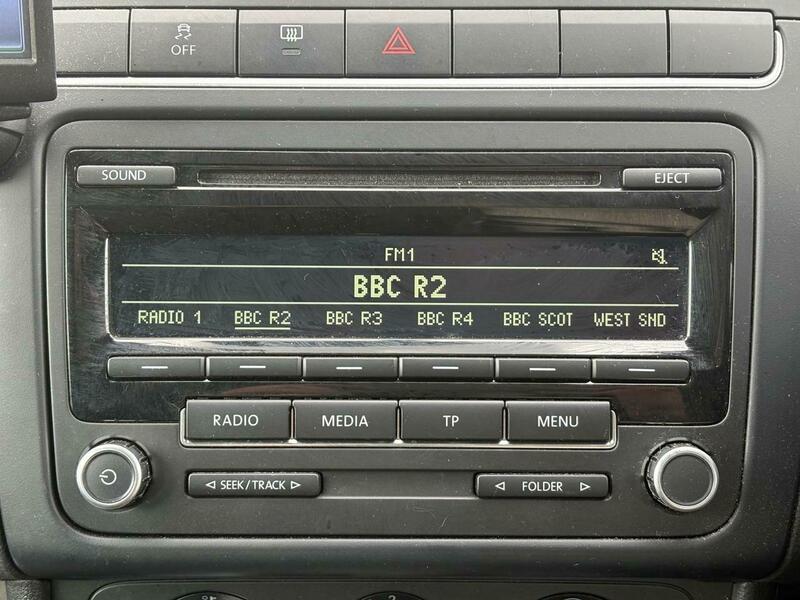 OFF
SOUND EJECT
FM1
BBC R2
RADIO 1 BBC R2 BBC R3 BBC R4 BBC SCOT WEST SND
RADIO MEDIA TP MENU
SEEK/TRACK FOLDER